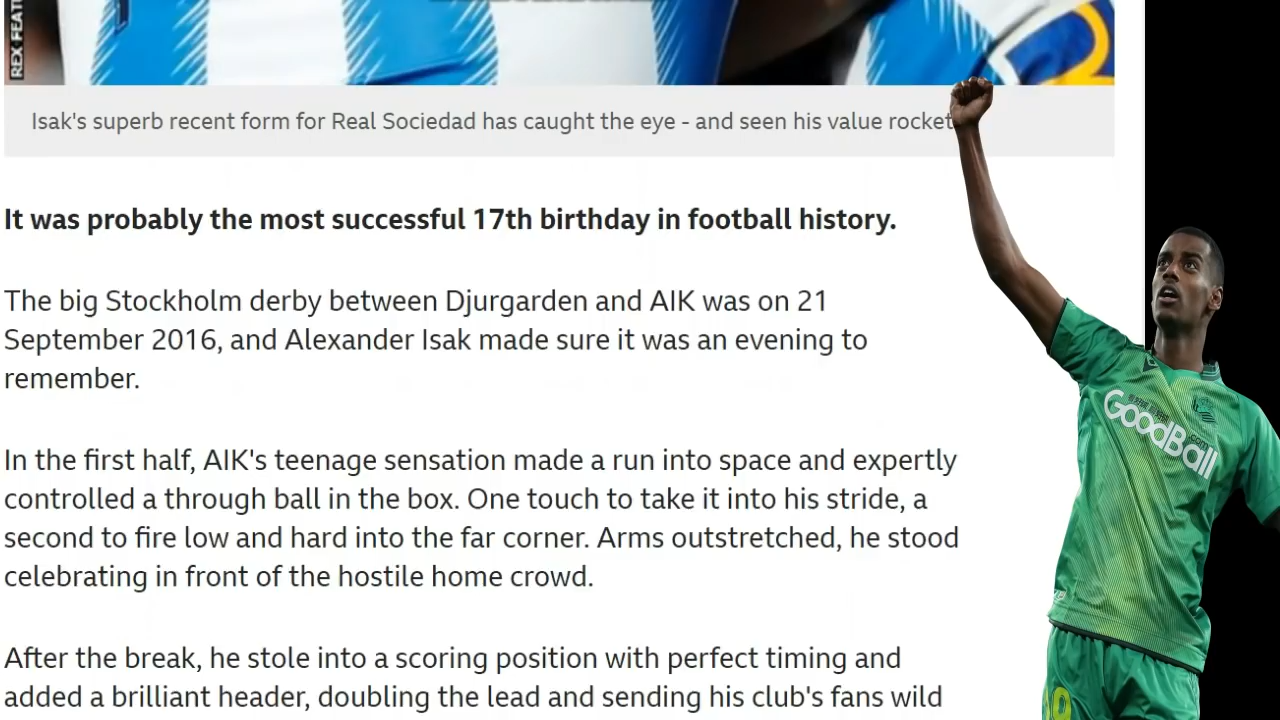 REX FEAT
Isak's superb recent form for Real Sociedad has caught the eye - and seen his value rocket
It was probably the most successful 17th birthday in football history.
The big Stockholm derby between Djurgarden and AIK was on 21
September 2016, and Alexander Isak made sure it was an evening to
remember.
In the first half, AIK's teenage sensation made a run into space and expertly
controlled a through ball in the box. One touch to take it into his stride, a
second to fire low and hard into the far corner. Arms outstretched, he stood
celebrating in front of the hostile home crowd.
After the break, he stole into a scoring position with perfect timing and
added a brilliant header, doubling the lead and sending his club's fans wild
GoodBall
.com